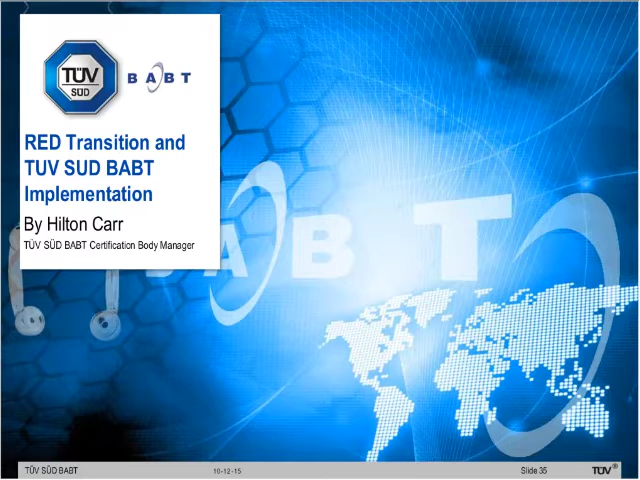 TÜV
SÜD
BABT
RED Transition and
TUV SUD BABT
Implementation
By Hilton Carr
TÜV SÜD BABT Certification Body Manager
BABT
TÜV SÜD BABT
10-12-15
Slide 35
TÜV®